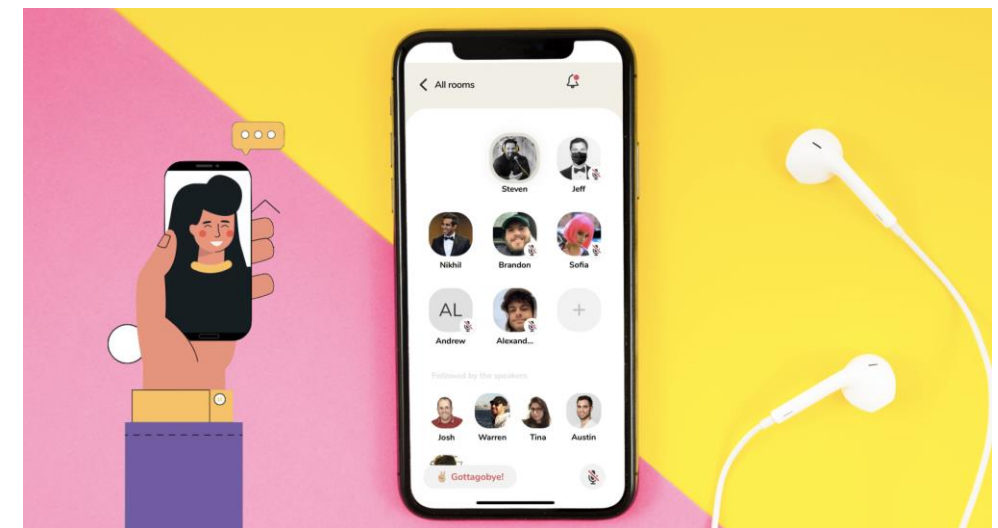 All rooms
Steven
Jeff
Nikhil
Brandon
Sofia
AL
Andrew
Alexand...
Followed by the speakers
Josh
Warren
Tina
Austin
✌ Gottagobye!